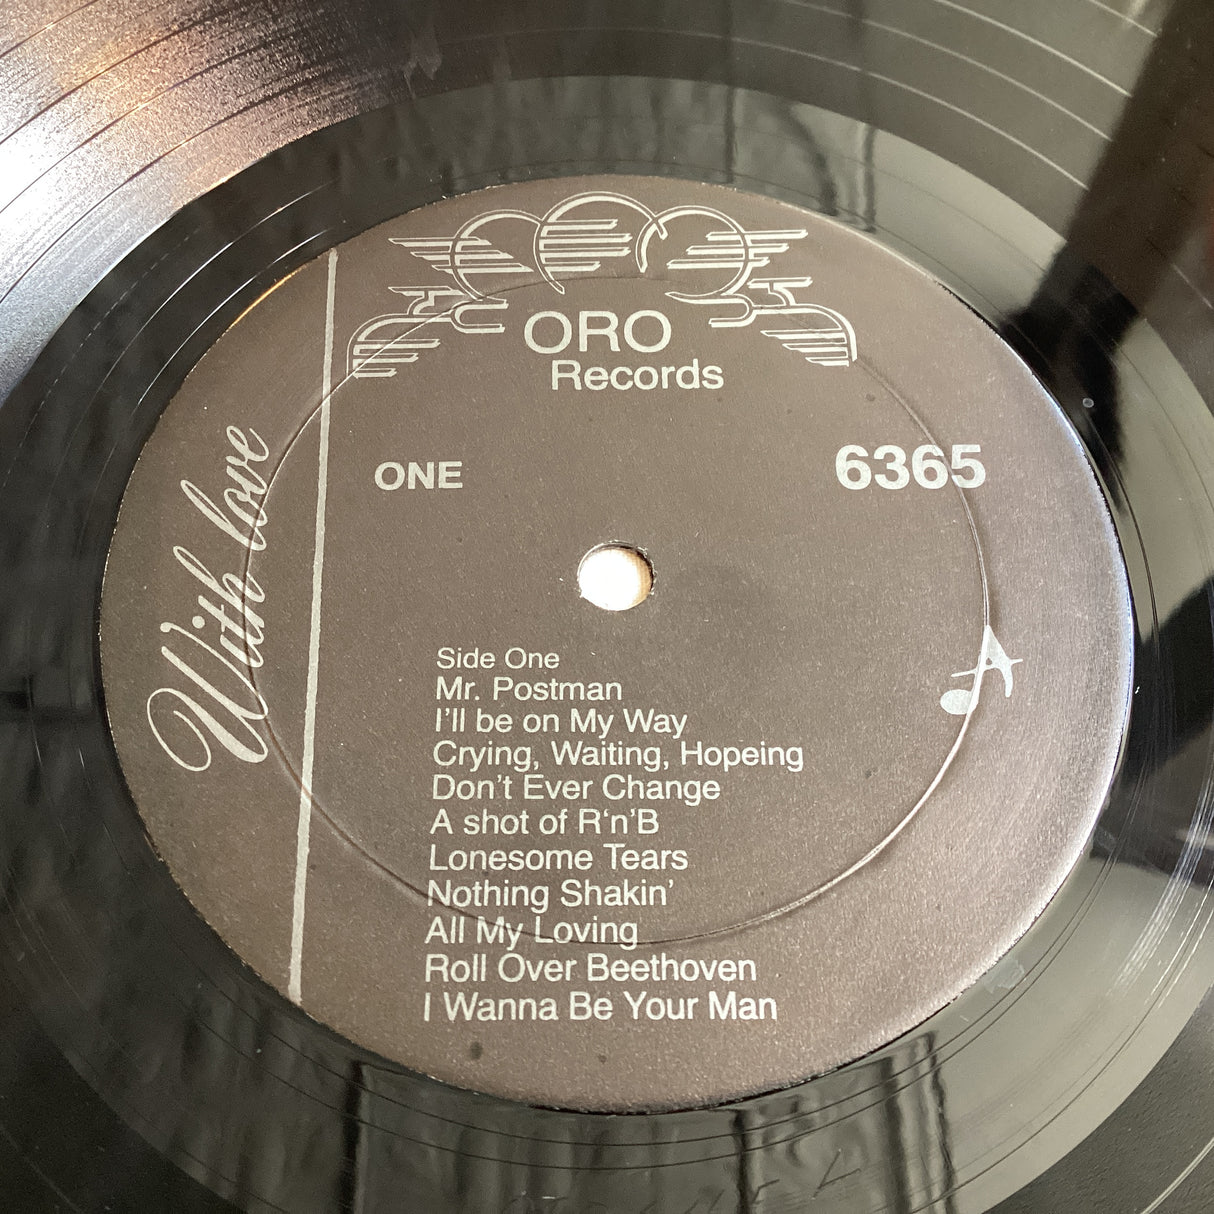 ORO
Records
ONE
6365
With love
Side One
Mr. Postman
I'll be on My Way
Crying, Waiting, Hopeing
Don't Ever Change
A shot of R'n'B
Lonesome Tears
Nothing Shakin'
All My Loving
Roll Over Beethoven
I Wanna Be Your Man